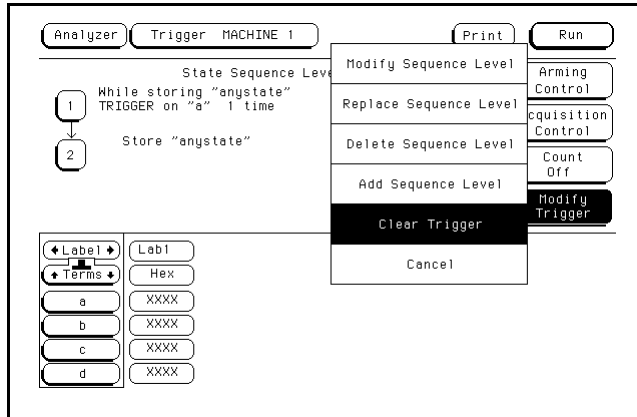 Analyzer Trigger MACHINE 1 Print Run
State Sequence Leve
While storing "anystate"
1 TRIGGER on "a" 1 time
2 Store "anystate"
Modify Sequence Level
Replace Sequence Level
Delete Sequence Level
Add Sequence Level
Clear Trigger
Cancel
Arming
Control
cquisition
Control
Count
Off
Modify
Trigger
Label Lab1
Terms Hex
a XXXX
b XXXX
c XXXX
d XXXX